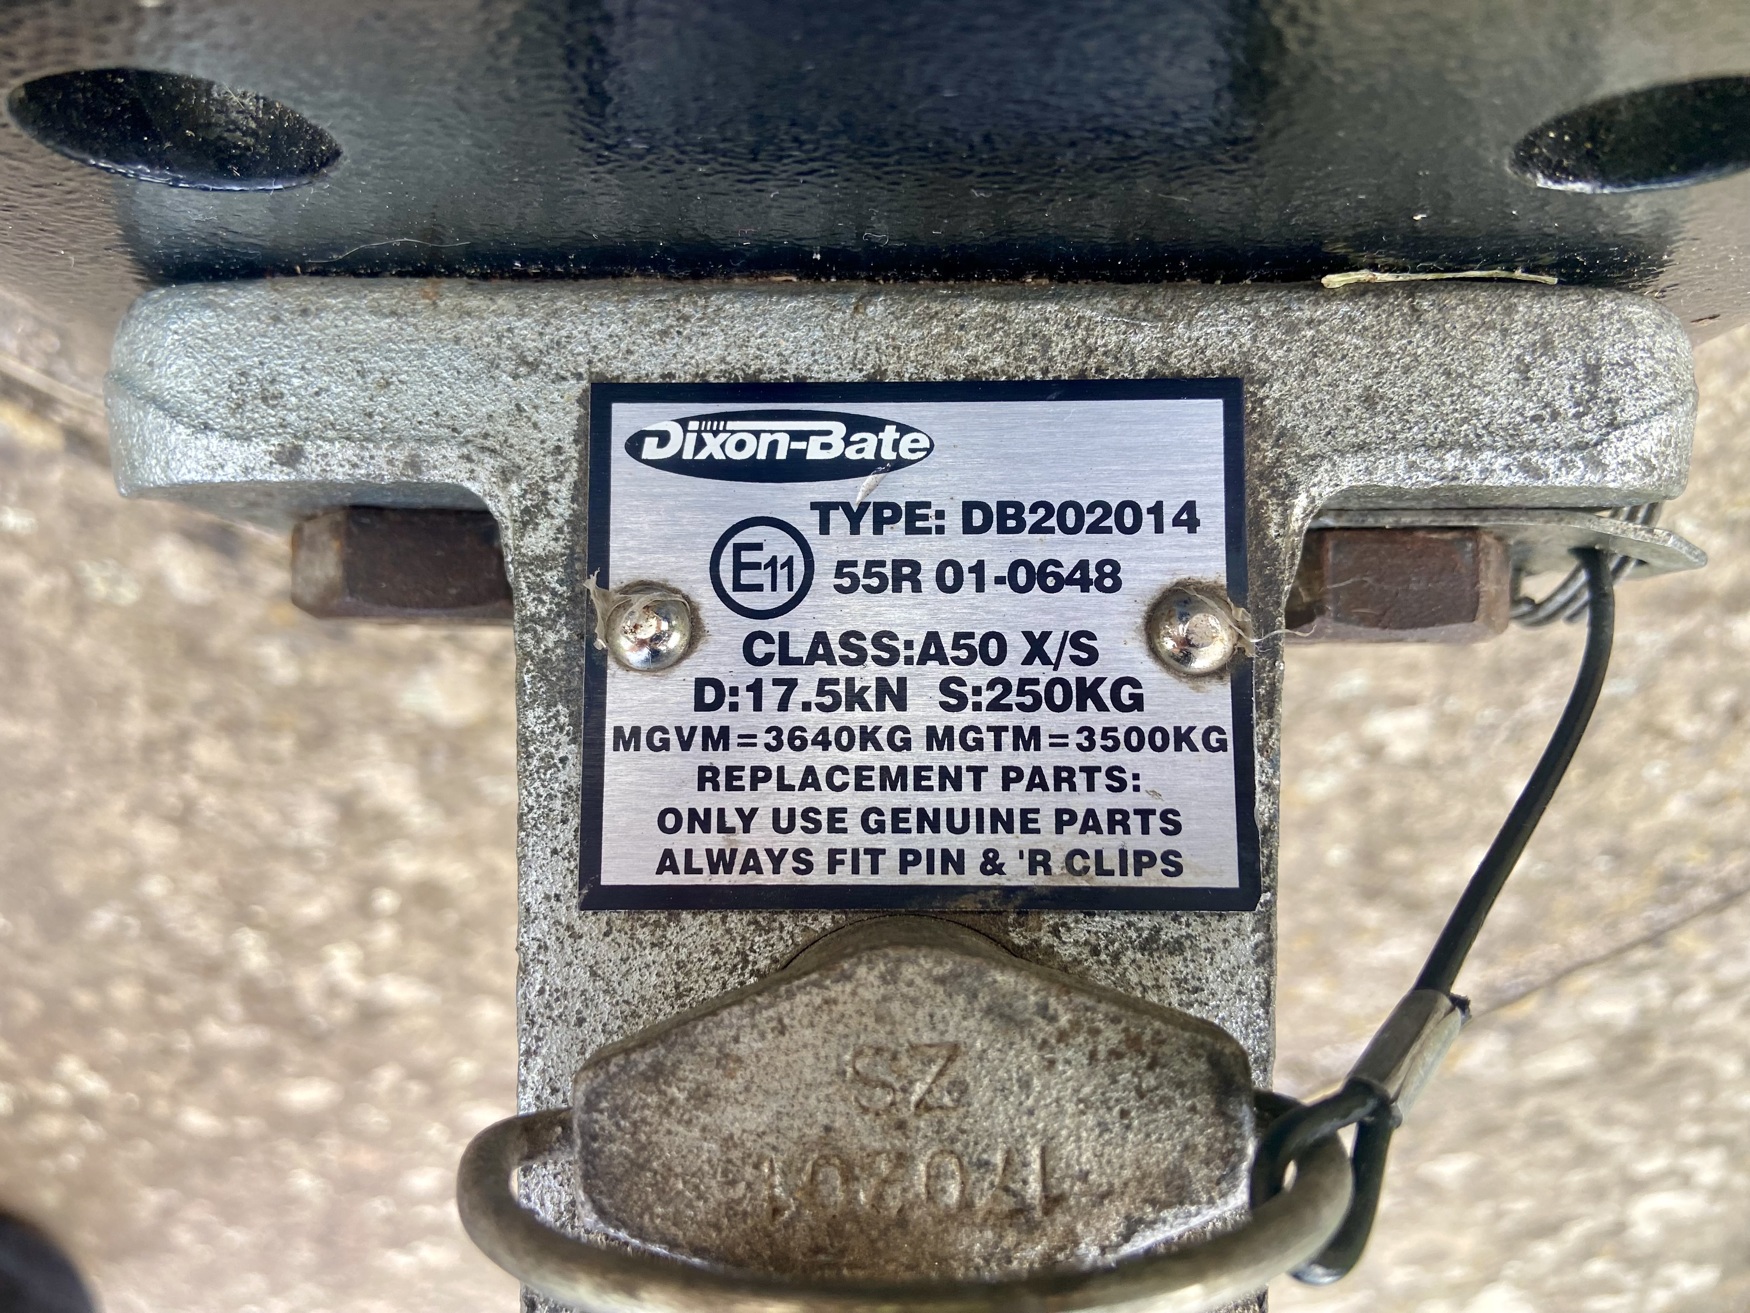 Dixon-Bate
TYPE: DB202014
E11
55R 01-0648
CLASS:A50 X/S
D:17.5kN S:250KG
MGVM=3640KG MGTM=3500KG
REPLACEMENT PARTS:
ONLY USE GENUINE PARTS
ALWAYS FIT PIN & 'R CLIPS